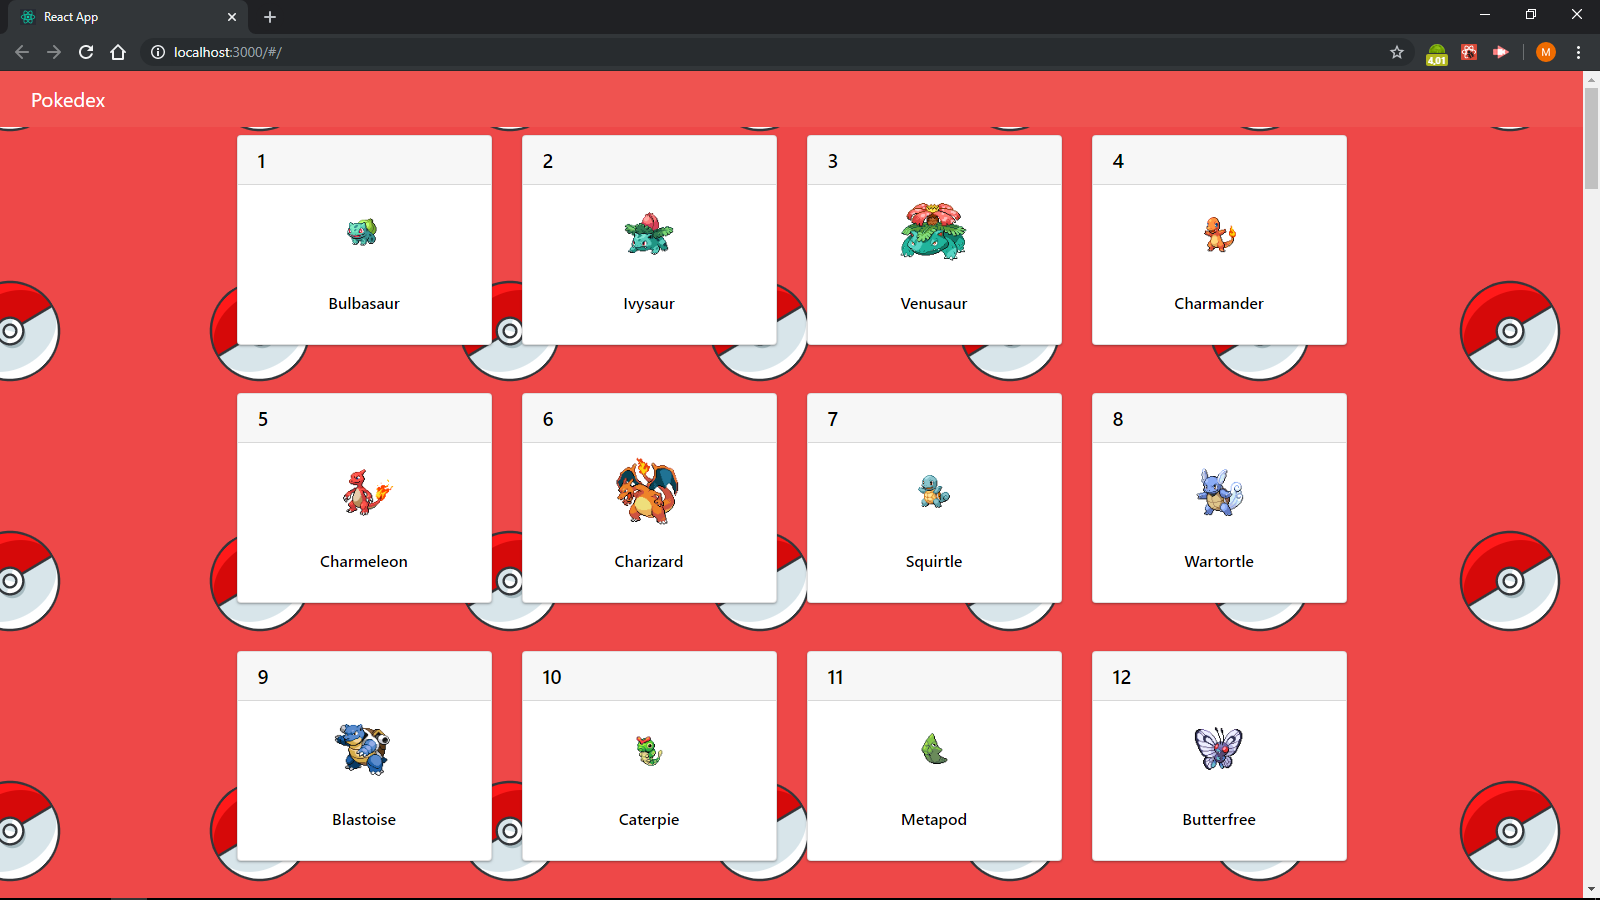 React App
localhost:3000/#/
4,01
M
Pokedex
1
2
3
4
Bulbasaur
Ivysaur
Venusaur
Charmander
5
6
7
8
Charmeleon
Charizard
Squirtle
Wartortle
9
10
11
12
Blastoise
Caterpie
Metapod
Butterfree